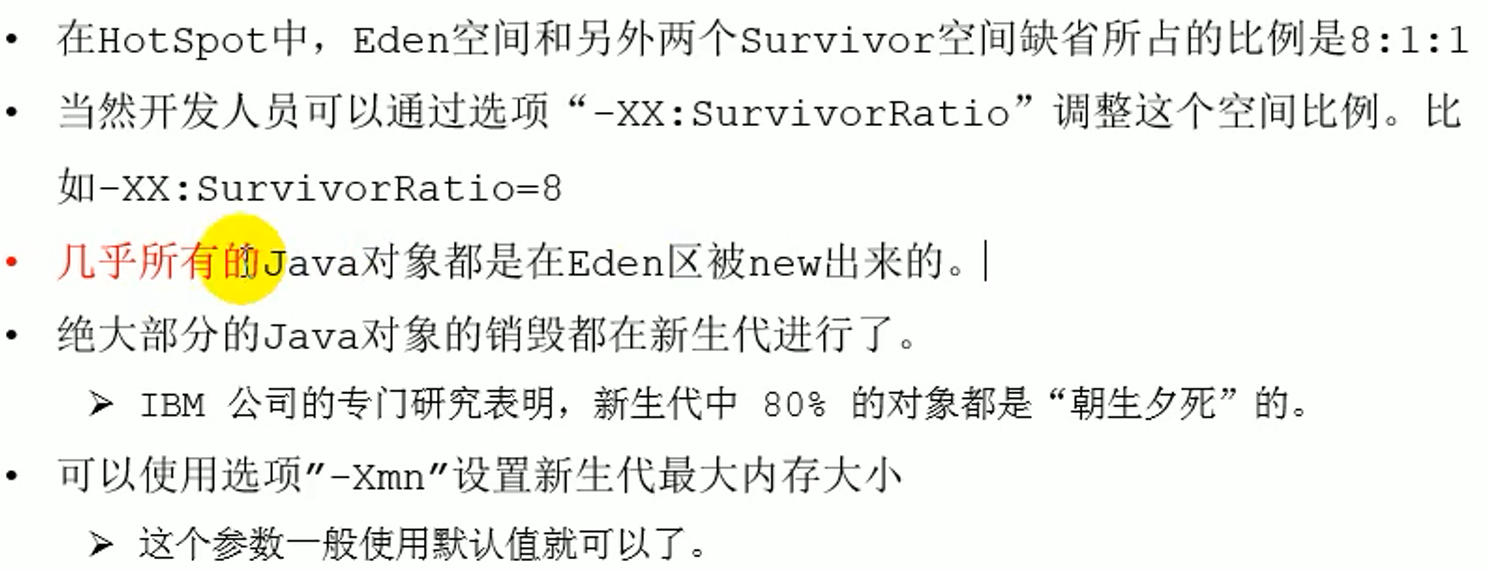 • 在HotSpot中，Eden空间和另外两个Survivor空间缺省所占的比例是8:1:1
• 当然开发人员可以通过选项“-XX:SurvivorRatio”调整这个空间比例。比
如-XX:SurvivorRatio=8
• 几乎所有的Java对象都是在Eden区被new出来的。
• 绝大部分的Java对象的销毁都在新生代进行了。
➢ IBM 公司的专门研究表明，新生代中 80% 的对象都是“朝生夕死”的。
• 可以使用选项"-Xmn"设置新生代最大内存大小
➢ 这个参数一般使用默认值就可以了。